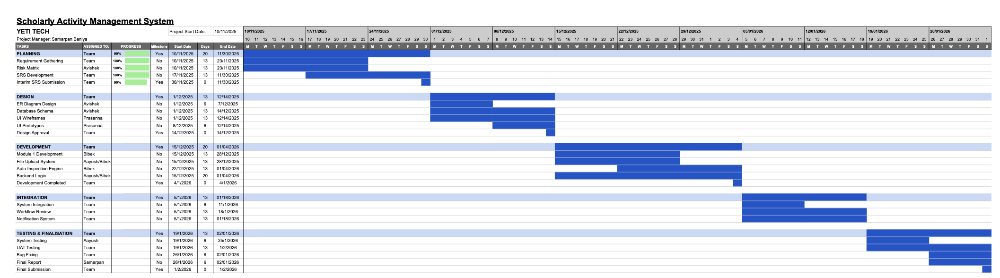 Scholarly Activity Management System
YETI TECH Project Start Date: 10/11/2025 10/11/2025 17/11/2025 24/11/2025 01/12/2025 08/12/2025 15/12/2025 22/12/2025 29/12/2025 05/01/2026 12/01/2026 19/01/2026 26/01/2026
Project Manager: Samarpan Baniya 10 11 12 13 14 15 16 17 18 19 20 21 22 23 24 25 26 27 28 29 30 1 2 3 4 5 6 7 8 9 10 11 12 13 14 15 16 17 18 19 20 21 22 23 24 25 26 27 28 29 30 31 1 2 3 4 5 6 7 8 9 10 11 12 13 14 15 16 17 18 19 20 21 22 23 24 25 26 27 28 29 30 31 1
TASKS ASSIGNED TO: PROGRESS Milestone Start Date Days End Date M T W T F S S M T W T F S S M T W T F S S M T W T F S S M T W T F S S M T W T F S S M T W T F S S M T W T F S S M T W T F S S M T W T F S S M T W T F S S M T W T F S S
PLANNING Team 99% Yes 10/11/2025 20 11/30/2025
Requirement Gathering Team 100% No 10/11/2025 13 23/11/2025
Risk Matrix Avishek 100% No 10/11/2025 13 23/11/2025
SRS Development Team 100% No 17/11/2025 13 11/30/2025
Interim SRS Submission Team 90% Yes 30/11/2025 0 11/30/2025
DESIGN Team Yes 1/12/2025 13 12/14/2025
ER Diagram Design Avishek No 1/12/2025 6 7/12/2025
Database Schema Avishek No 1/12/2025 13 14/12/2025
UI Wireframes Prasanna No 1/12/2025 13 12/14/2025
UI Prototypes Prasanna No 8/12/2025 6 12/14/2025
Design Approval Team Yes 14/12/2025 0 14/12/2025
DEVELOPMENT Team Yes 15/12/2025 20 01/04/2026
Module 1 Development Bibek No 15/12/2025 13 28/12/2025
File Upload System Aayush/Bibek No 15/12/2025 13 28/12/2025
Auto-Inspection Engine Bibek No 22/12/2025 13 01/04/2026
Backend Logic Aayush/Bibek No 15/12/2025 20 01/04/2026
Development Completed Team Yes 4/1/2026 0 4/1/2026
INTEGRATION Team Yes 5/1/2026 13 01/18/2026
System Integration Team No 5/1/2026 6 11/1/2026
Workflow Review Team No 5/1/2026 13 18/1/2026
Notification System Team No 5/1/2026 13 01/18/2026
TESTING & FINALISATION Team Yes 19/1/2026 13 02/01/2026
System Testing Aayush No 19/1/2026 6 25/1/2026
UAT Testing Team No 19/1/2026 13 1/2/2026
Bug Fixing Team No 26/1/2026 6 02/01/2026
Final Report Samarpan No 26/1/2026 6 02/01/2026
Final Submission Team Yes 1/2/2026 0 1/2/2026